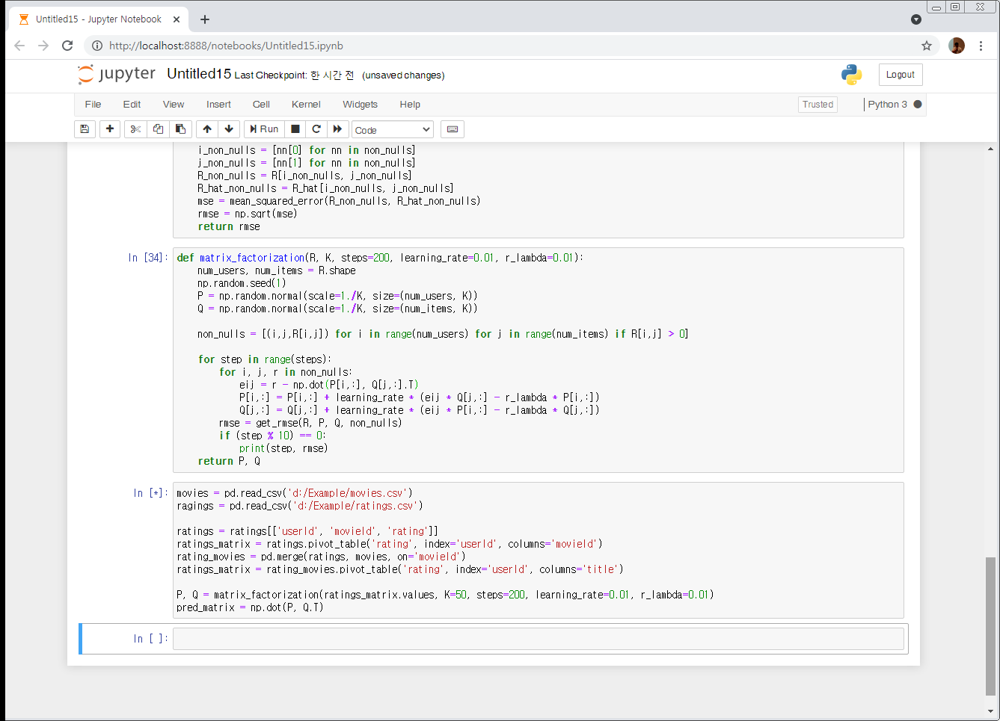 Untitled15 - Jupyter Notebook
http://localhost:8888/notebooks/Untitled15.ipynb
jupyter Untitled15 Last Checkpoint: 한 시간 전 (unsaved changes)
Logout
File Edit View Insert Cell Kernel Widgets Help
Trusted
Python 3
Run
Code
i_non_nulls = [nn[0] for nn in non_nulls]
j_non_nulls = [nn[1] for nn in non_nulls]
R_non_nulls = R[i_non_nulls, j_non_nulls]
R_hat_non_nulls = R_hat[i_non_nulls, j_non_nulls]
mse = mean_squared_error(R_non_nulls, R_hat_non_nulls)
rmse = np.sqrt(mse)
return rmse
In [34]:
def matrix_factorization(R, K, steps=200, learning_rate=0.01, r_lambda=0.01):
num_users, num_items = R.shape
np.random.seed(1)
P = np.random.normal(scale=1./K, size=(num_users, K))
Q = np.random.normal(scale=1./K, size=(num_items, K))
non_nulls = [(i,j,R[i,j]) for i in range(num_users) for j in range(num_items) if R[i,j] > 0]
for step in range(steps):
for i, j, r in non_nulls:
eij = r - np.dot(P[i,:], Q[j,:].T)
P[i,:] = P[i,:] + learning_rate * (eij * Q[j,:] - r_lambda * P[i,:])
Q[j,:] = Q[j,:] + learning_rate * (eij * P[i,:] - r_lambda * Q[j,:])
rmse = get_rmse(R, P, Q, non_nulls)
if (step % 10) == 0:
print(step, rmse)
return P, Q
In [*]:
movies = pd.read_csv('d:/Example/movies.csv')
ragings = pd.read_csv('d:/Example/ratings.csv')
ratings = ratings[['userId', 'movieId', 'rating']]
ratings_matrix = ratings.pivot_table('rating', index='userId', columns='movieId')
rating_movies = pd.merge(ratings, movies, on='movieId')
ratings_matrix = rating_movies.pivot_table('rating', index='userId', columns='title')
P, Q = matrix_factorization(ratings_matrix.values, K=50, steps=200, learning_rate=0.01, r_lambda=0.01)
pred_matrix = np.dot(P, Q.T)
In [ ]: